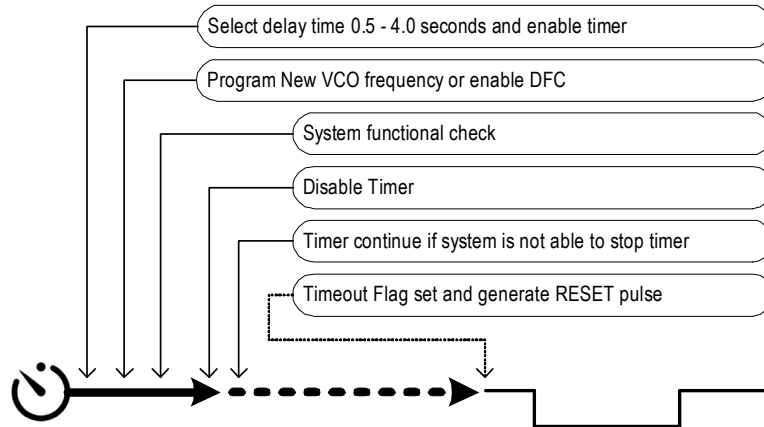 Select delay time 0.5 - 4.0 seconds and enable timer
Program New VCO frequency or enable DFC
System functional check
Disable Timer
Timer continue if system is not able to stop timer
Timeout Flag set and generate RESET pulse